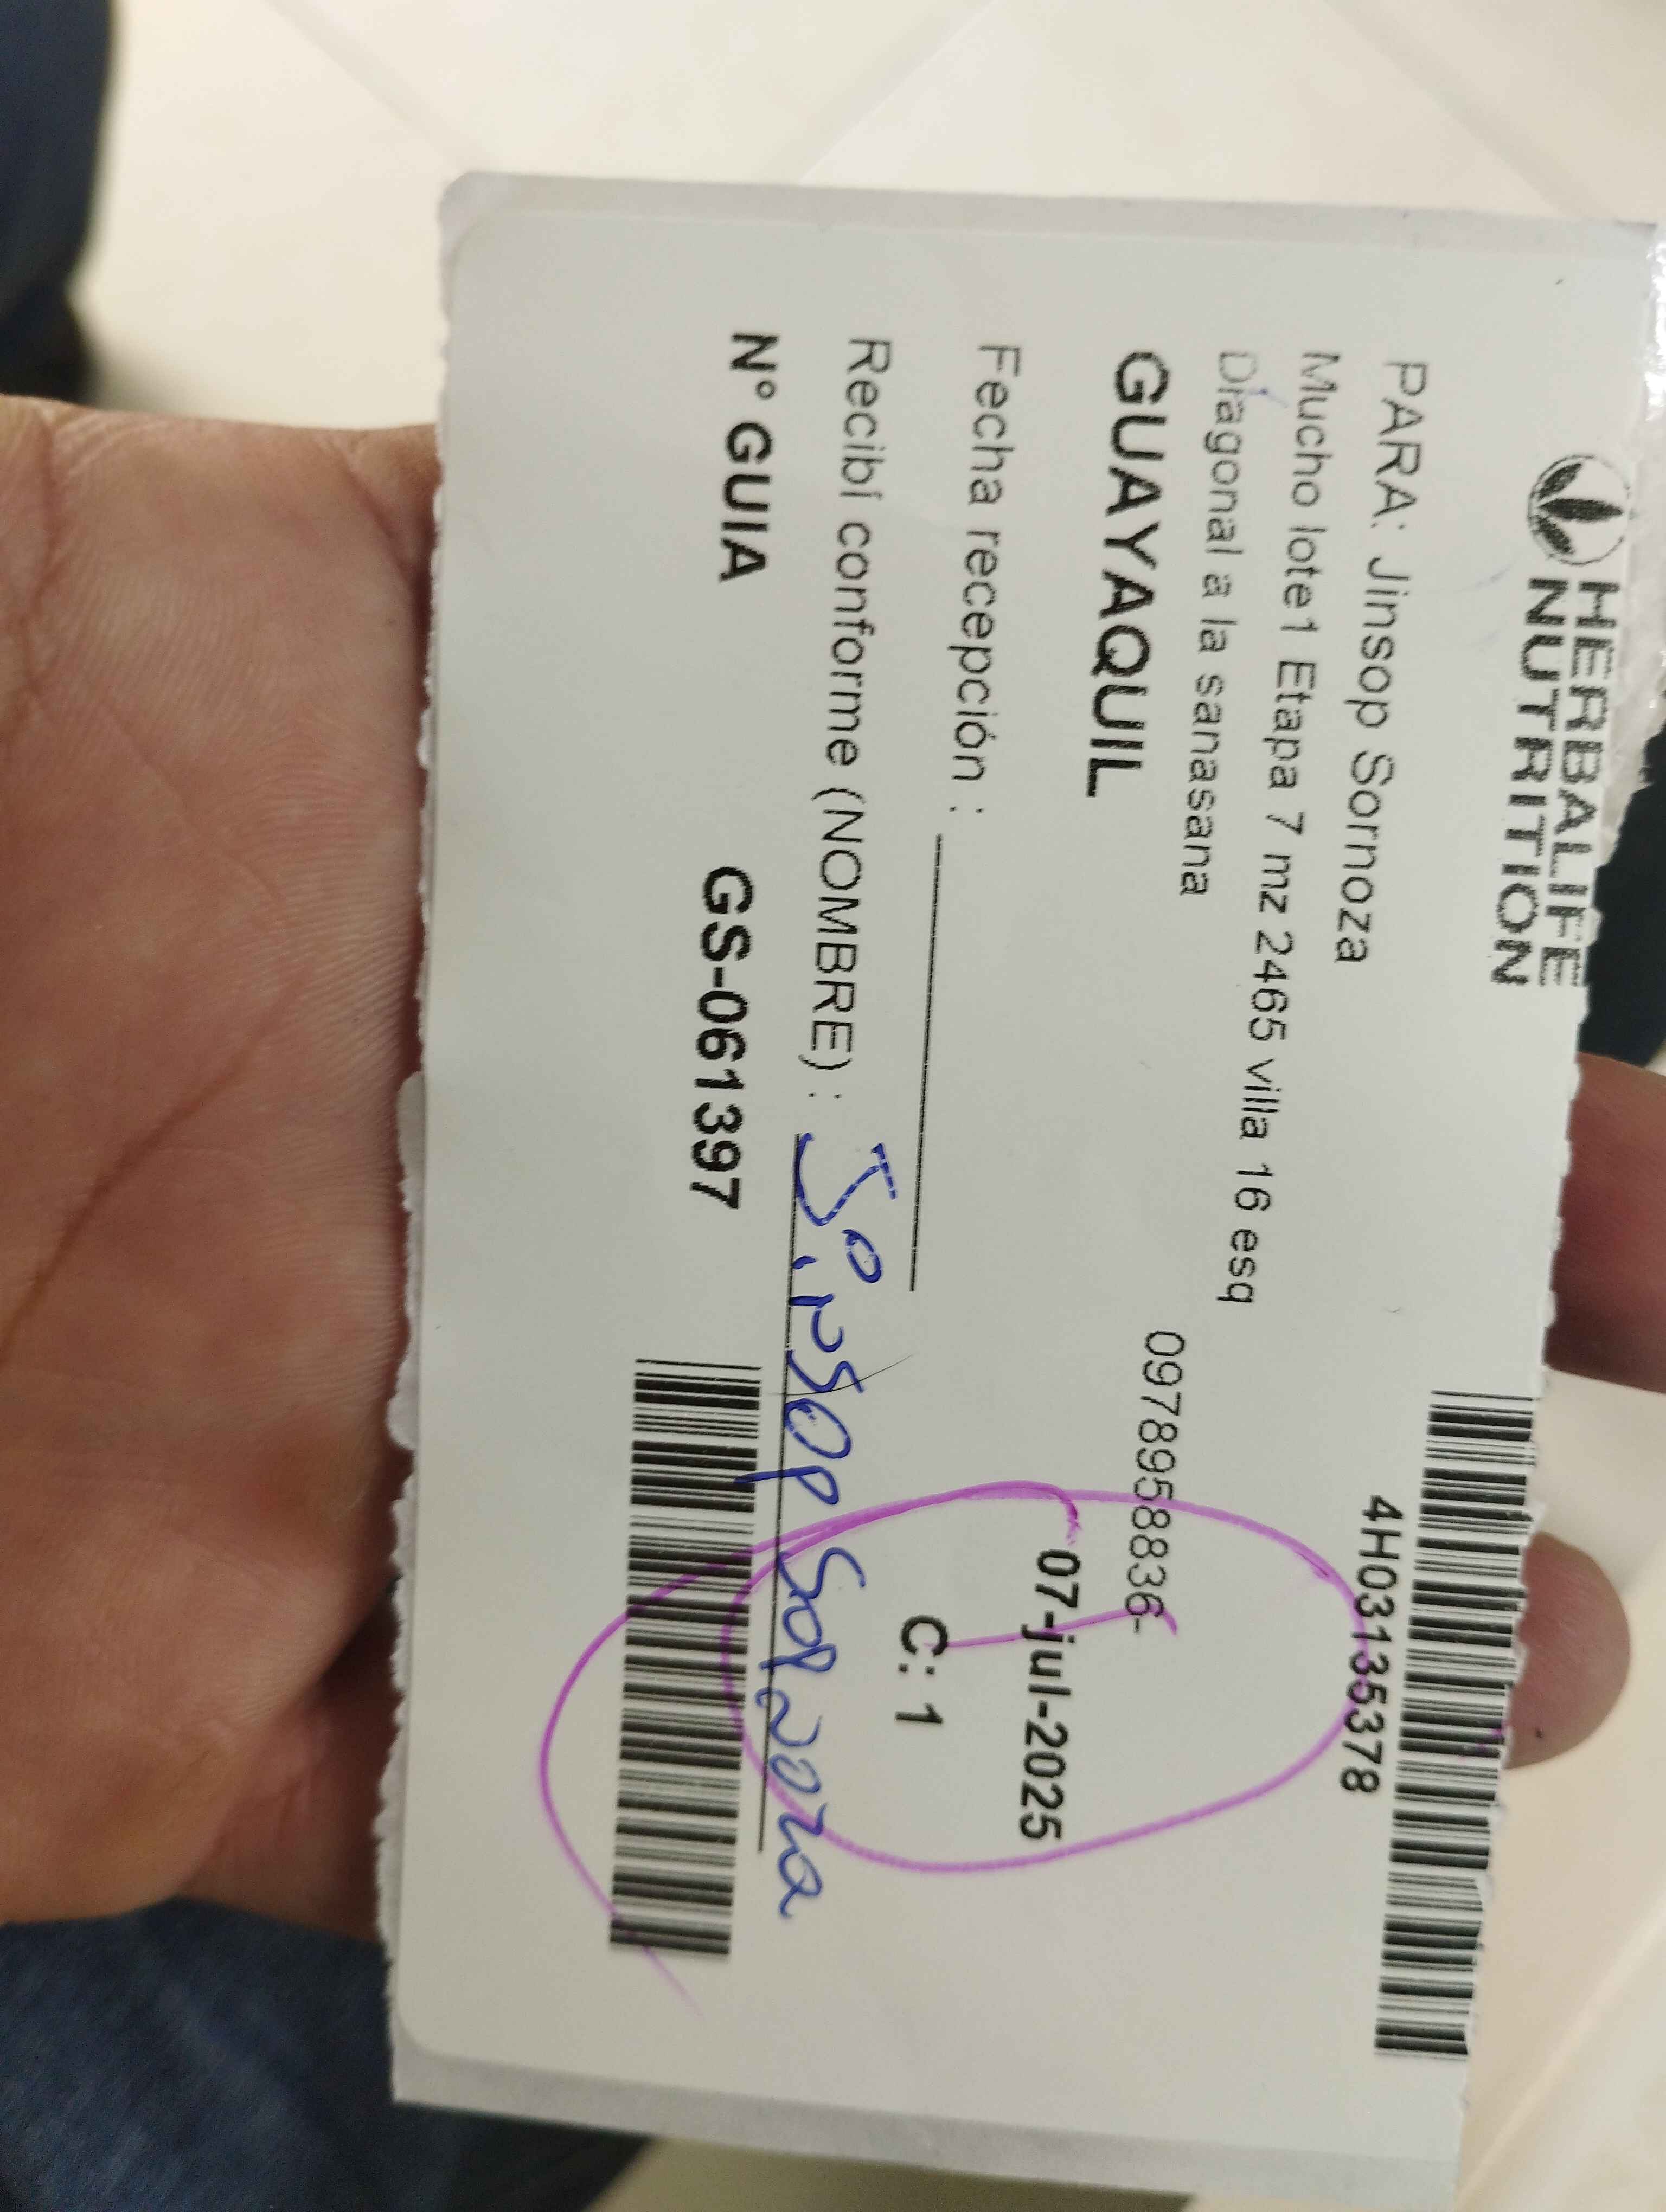 HERBALIFE
NUTRITION
4H03135378
PARA: Jinsop Sornoza
Mucho lote1 Etapa 7 mz 2465 villa 16 esq
Diagonal a la sanasana
0978958836-
GUAYAQUIL
07-jul-2025
Fecha recepción :
C: 1
Recibí conforme (NOMBRE) :
N° GUIA GS-061397